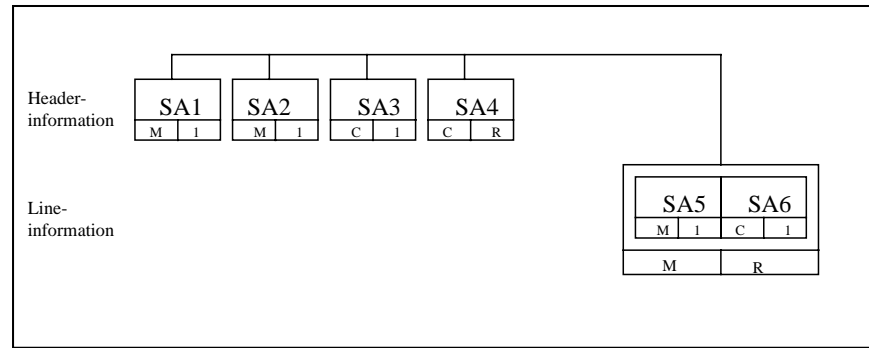 Header-
information
SA1 SA2 SA3 SA4
M 1 M 1 C 1 C R
Line-
information
SA5 SA6
M 1 C 1
M R